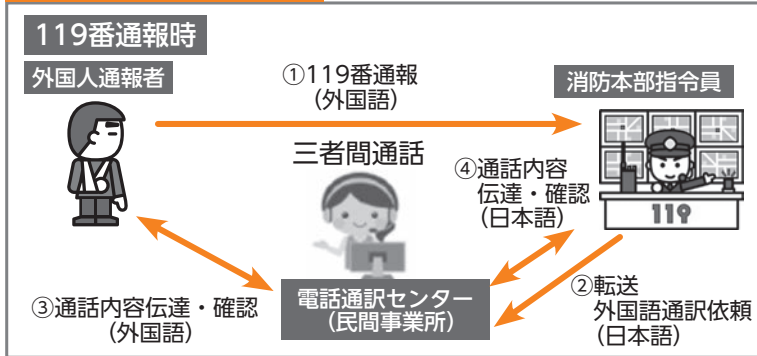 119番通報時
外国人通報者
①119番通報
(外国語)
消防本部指令員
三者間通話
④通話内容
伝達・確認
(日本語)
119
③通話内容伝達・確認
(外国語)
電話通訳センター
(民間事業所)
②転送
外国語通訳依頼
(日本語)